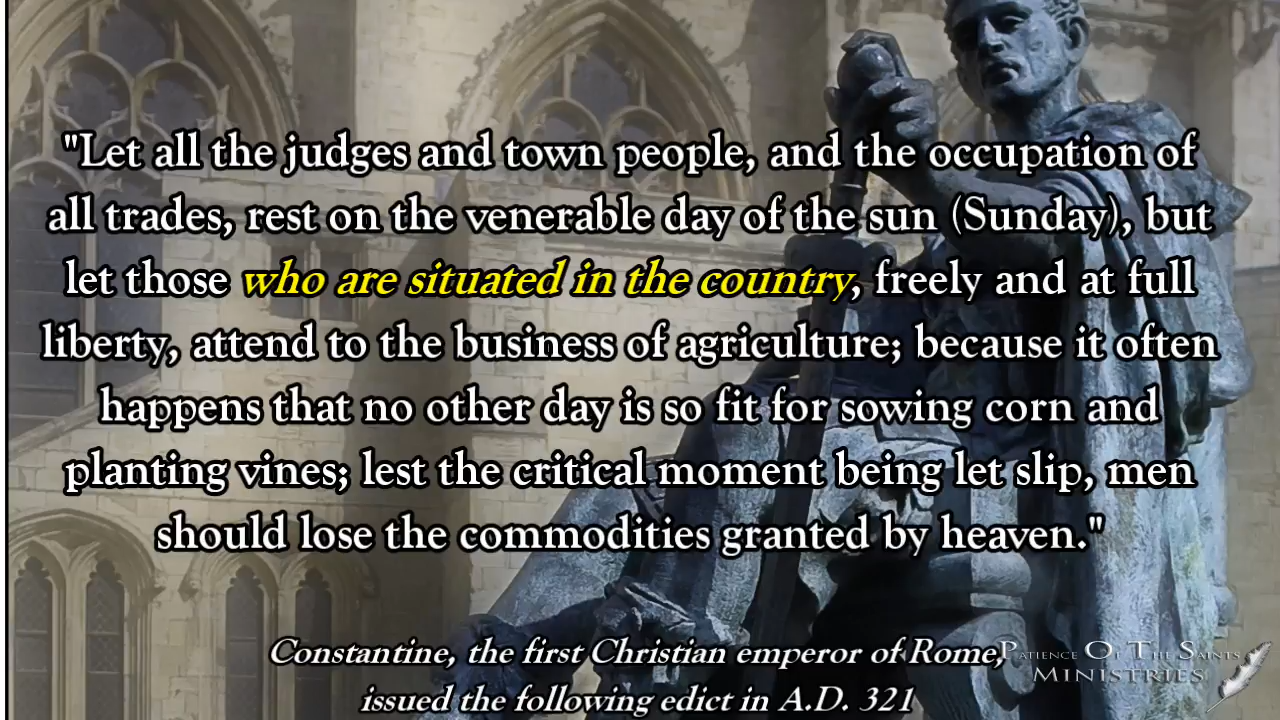 "Let all the judges and town people, and the occupation of
all trades, rest on the venerable day of the sun (Sunday), but
let those who are situated in the country, freely and at full
liberty, attend to the business of agriculture; because it often
happens that no other day is so fit for sowing corn and
planting vines; lest the critical moment being let slip, men
should lose the commodities granted by heaven."
Constantine, the first Christian emperor of Rome,
issued the following edict in A.D. 321
Patience Of The Saints
Ministries